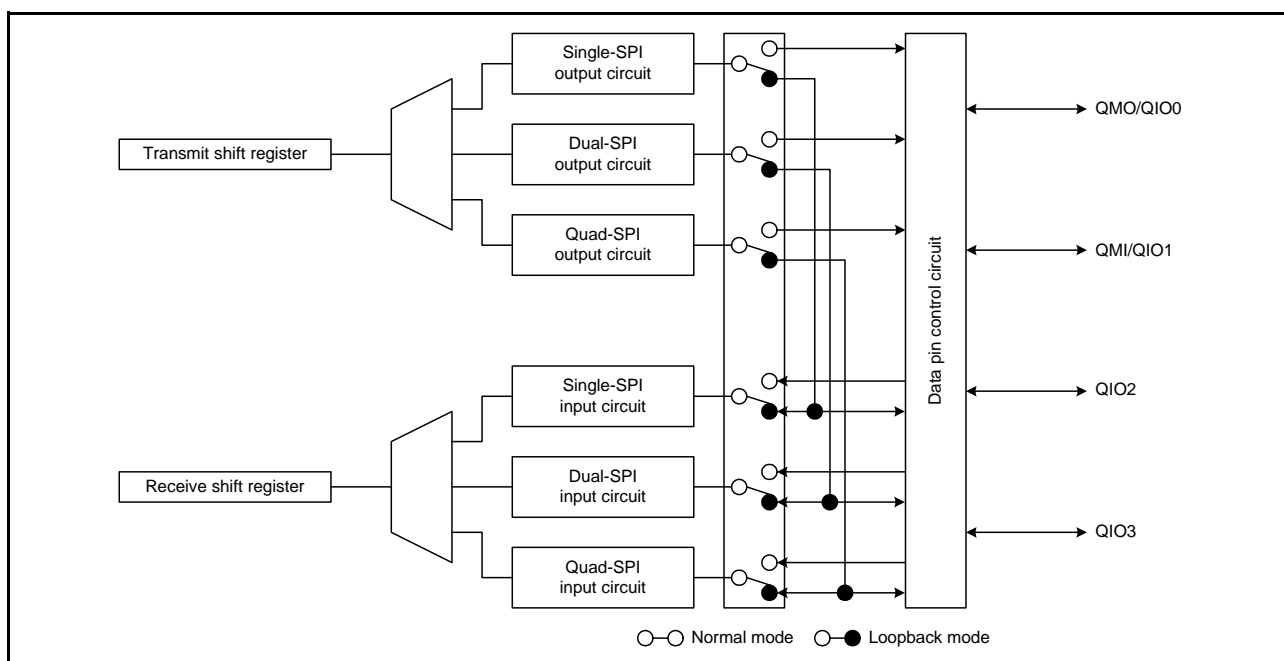 Single-SPI
output circuit
QMO/QIO0
Transmit shift register
Dual-SPI
output circuit
Quad-SPI
output circuit
QMI/QIO1
Data pin control circuit
Single-SPI
input circuit
QIO2
Receive shift register
Dual-SPI
input circuit
QIO3
Quad-SPI
input circuit
Normal mode
Loopback mode